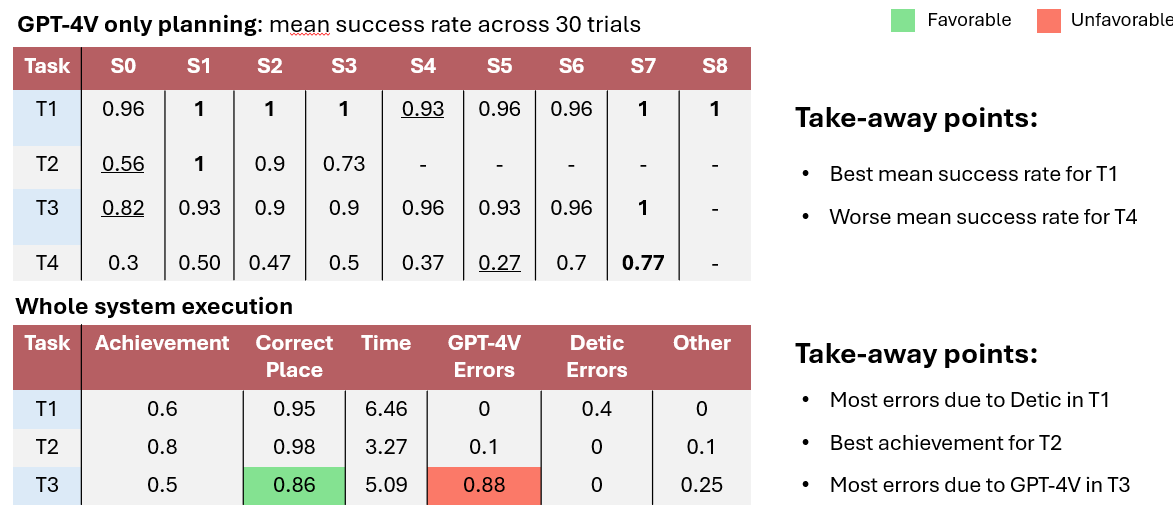 GPT-4V only planning: mean success rate across 30 trials
Favorable
Unfavorable
Task S0 S1 S2 S3 S4 S5 S6 S7 S8
T1 0.96 1 1 1 0.93 0.96 0.96 1 1
T2 0.56 1 0.9 0.73 - - - - -
T3 0.82 0.93 0.9 0.9 0.96 0.93 0.96 1 -
T4 0.3 0.50 0.47 0.5 0.37 0.27 0.7 0.77 -
Take-away points:
• Best mean success rate for T1
• Worse mean success rate for T4
Whole system execution
Task Achievement Correct Place Time GPT-4V Errors Detic Errors Other
T1 0.6 0.95 6.46 0 0.4 0
T2 0.8 0.98 3.27 0.1 0 0.1
T3 0.5 0.86 5.09 0.88 0 0.25
Take-away points:
• Most errors due to Detic in T1
• Best achievement for T2
• Most errors due to GPT-4V in T3